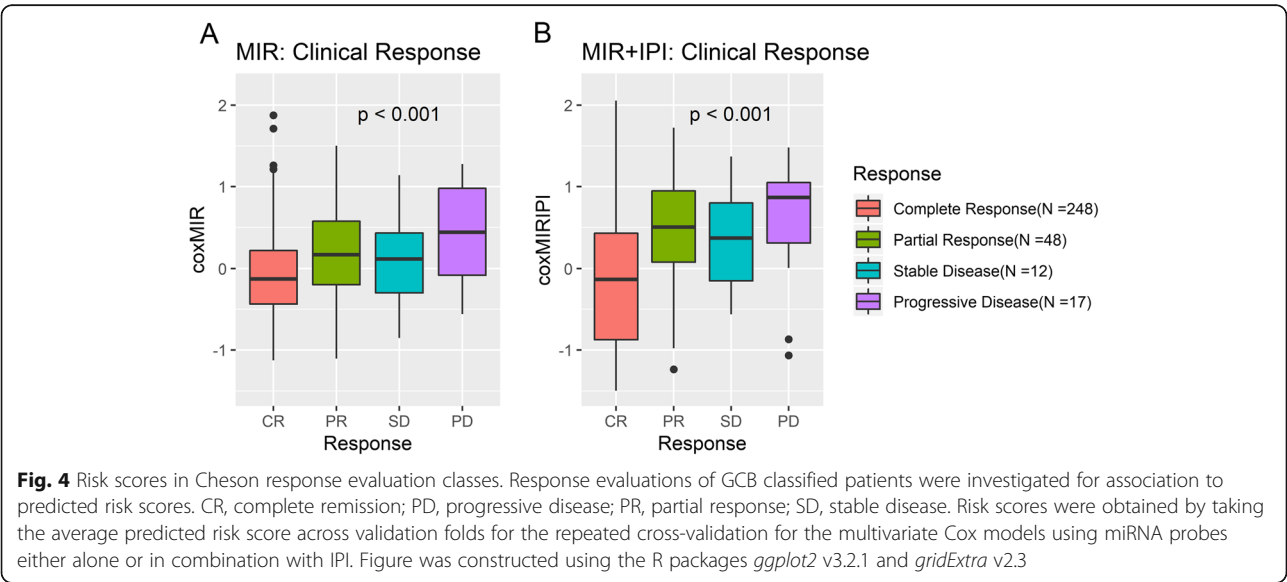 A
MIR: Clinical Response
2
1
0
-1
coxMIR
p < 0.001
CR PR SD PD
Response
B
MIR+IPI: Clinical Response
2
1
0
-1
coxMIRIPI
p < 0.001
CR PR SD PD
Response
Response
Complete Response(N =248)
Partial Response(N =48)
Stable Disease(N =12)
Progressive Disease(N =17)
Fig. 4 Risk scores in Cheson response evaluation classes. Response evaluations of GCB classified patients were investigated for association to
predicted risk scores. CR, complete remission; PD, progressive disease; PR, partial response; SD, stable disease. Risk scores were obtained by taking
the average predicted risk score across validation folds for the repeated cross-validation for the multivariate Cox models using miRNA probes
either alone or in combination with IPI. Figure was constructed using the R packages ggplot2 v3.2.1 and gridExtra v2.3